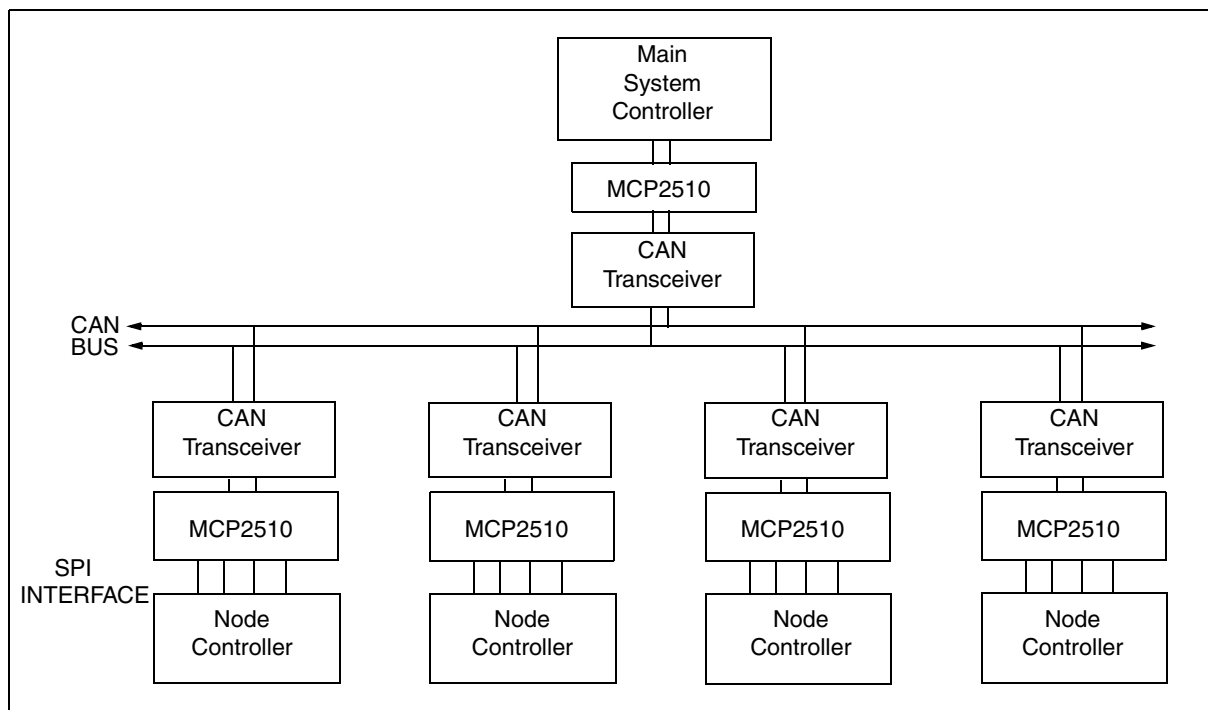 Main
System
Controller
MCP2510
CAN
Transceiver
CAN
BUS
CAN
Transceiver
CAN
Transceiver
CAN
Transceiver
CAN
Transceiver
MCP2510
MCP2510
MCP2510
MCP2510
SPI
INTERFACE
Node
Controller
Node
Controller
Node
Controller
Node
Controller